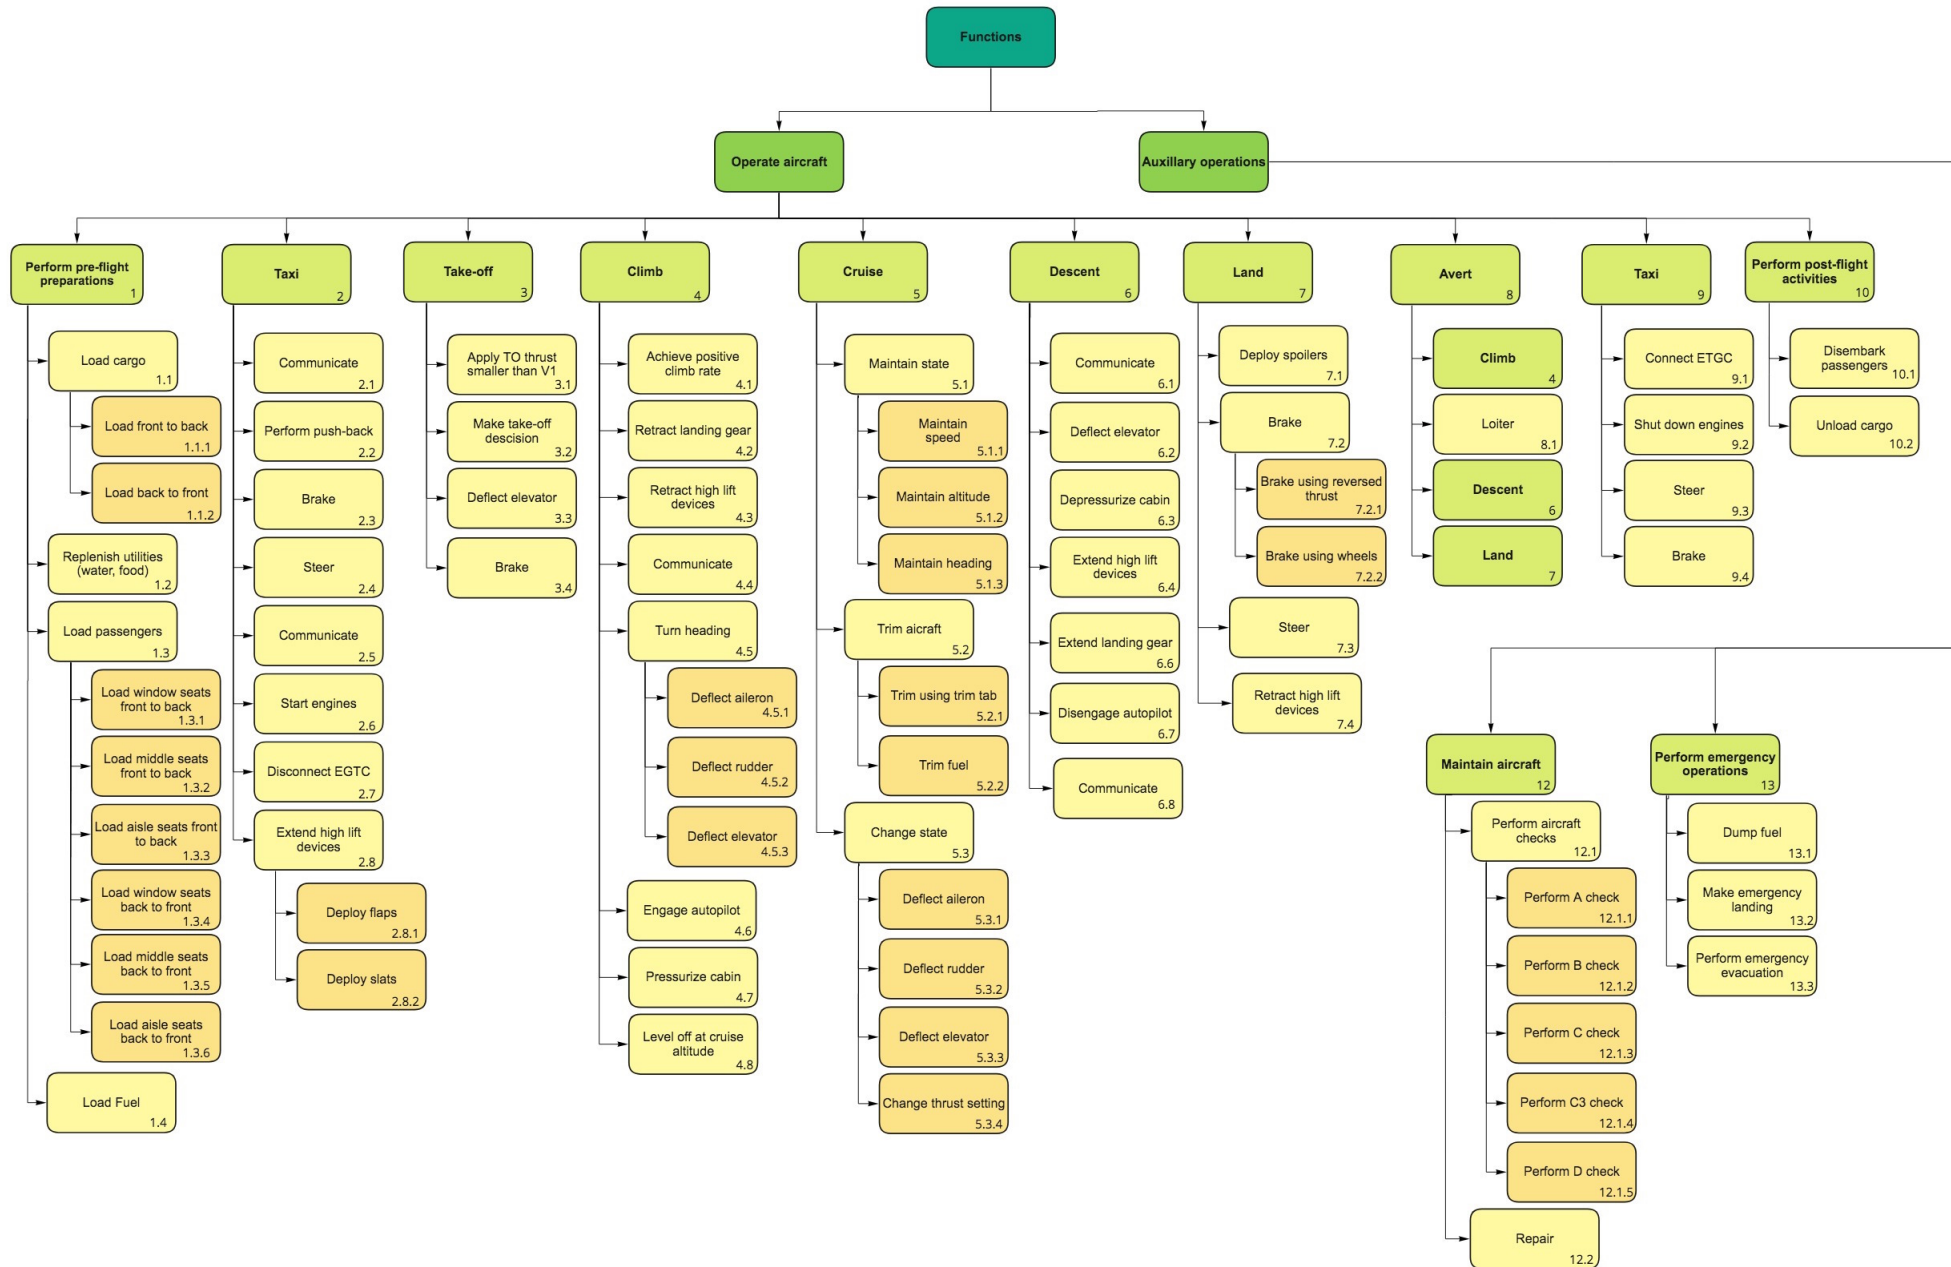 Functions
Operate aircraft
Auxillary operations
Perform pre-flight
preparations
1
Load cargo
1.1
Load front to back
1.1.1
Load back to front
1.1.2
Replenish utilities
(water, food)
1.2
Load passengers
1.3
Load window seats
front to back
1.3.1
Load middle seats
front to back
1.3.2
Load aisle seats front
to back
1.3.3
Load window seats
back to front
1.3.4
Load middle seats
back to front
1.3.5
Load aisle seats
back to front
1.3.6
Load Fuel
1.4
Taxi
2
Communicate
2.1
Perform push-back
2.2
Brake
2.3
Steer
2.4
Communicate
2.5
Start engines
2.6
Disconnect EGTC
2.7
Extend high lift
devices
2.8
Deploy flaps
2.8.1
Deploy slats
2.8.2
Take-off
3
Apply TO thrust
smaller than V1
3.1
Make take-off
descision
3.2
Deflect elevator
3.3
Brake
3.4
Climb
4
Achieve positive
climb rate
4.1
Retract landing gear
4.2
Retract high lift
devices
4.3
Communicate
4.4
Turn heading
4.5
Deflect aileron
4.5.1
Deflect rudder
4.5.2
Deflect elevator
4.5.3
Engage autopilot
4.6
Pressurize cabin
4.7
Level off at cruise
altitude
4.8
Cruise
5
Maintain state
5.1
Maintain
speed
5.1.1
Maintain altitude
5.1.2
Maintain heading
5.1.3
Trim aicraft
5.2
Trim using trim tab
5.2.1
Trim fuel
5.2.2
Change state
5.3
Deflect aileron
5.3.1
Deflect rudder
5.3.2
Deflect elevator
5.3.3
Change thrust setting
5.3.4
Descent
6
Communicate
6.1
Deflect elevator
6.2
Depressurize cabin
6.3
Extend high lift
devices
6.4
Extend landing gear
6.6
Disengage autopilot
6.7
Communicate
6.8
Land
7
Deploy spoilers
7.1
Brake
7.2
Brake using reversed
thrust
7.2.1
Brake using wheels
7.2.2
Steer
7.3
Retract high lift
devices
7.4
Avert
8
Climb
4
Loiter
8.1
Descent
6
Land
7
Taxi
9
Connect ETGC
9.1
Shut down engines
9.2
Steer
9.3
Brake
9.4
Perform post-flight
activities
10
Disembark
passengers
10.1
Unload cargo
10.2
Maintain aircraft
12
Perform aircraft
checks
12.1
Perform A check
12.1.1
Perform B check
12.1.2
Perform C check
12.1.3
Perform C3 check
12.1.4
Perform D check
12.1.5
Repair
12.2
Perform emergency
operations
13
Dump fuel
13.1
Make emergency
landing
13.2
Perform emergency
evacuation
13.3